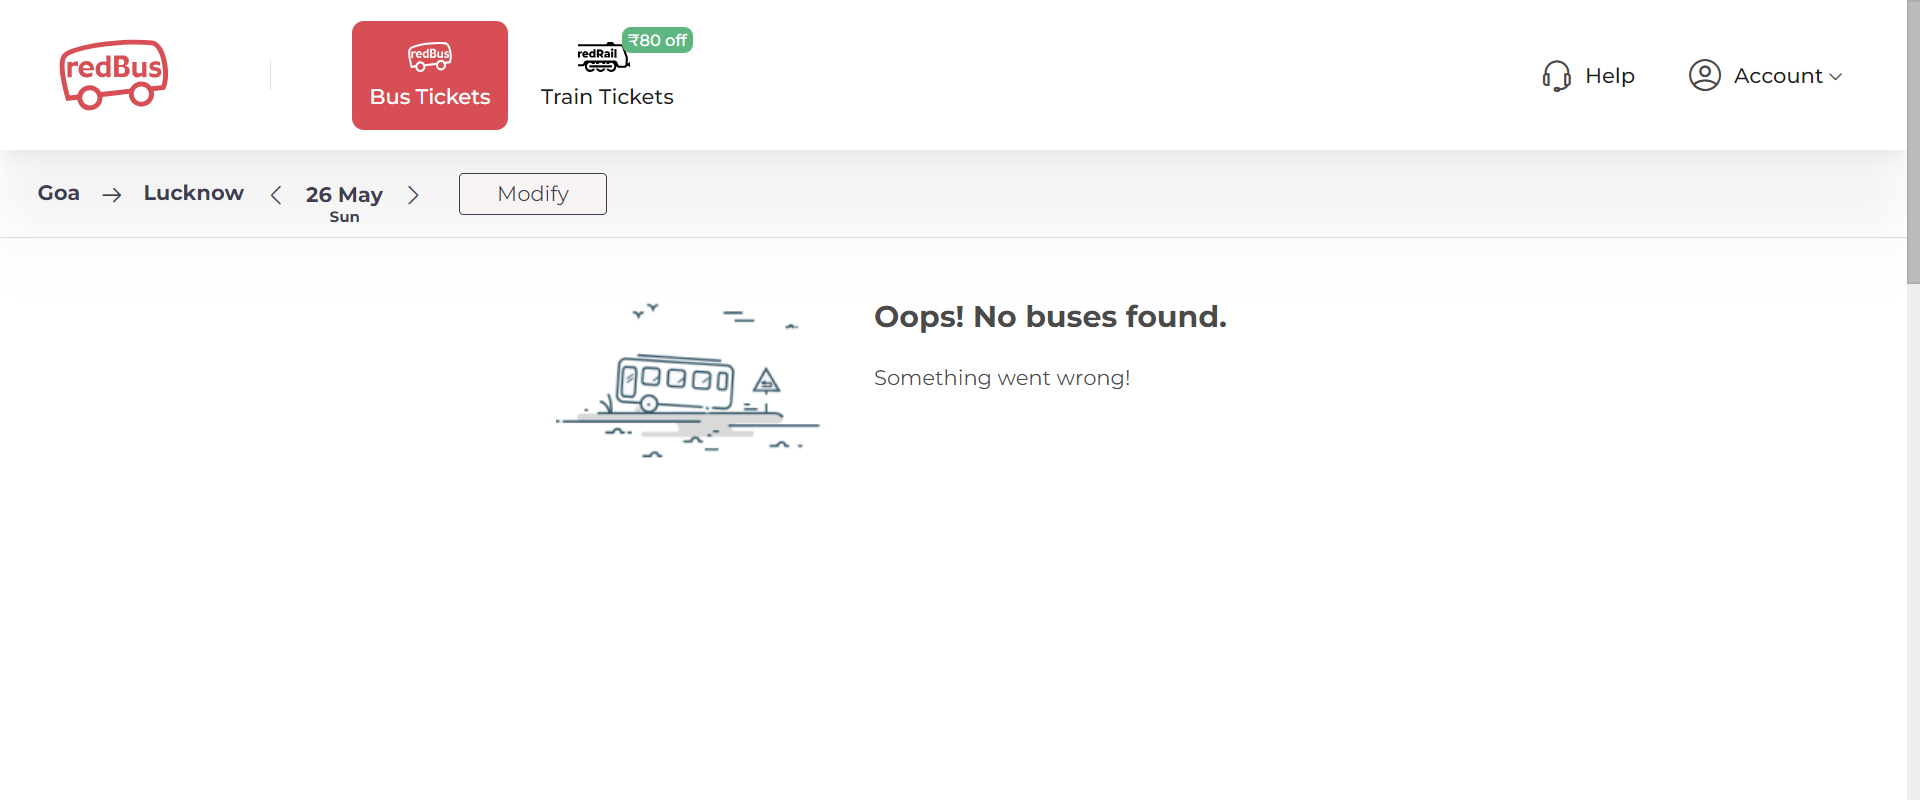 redBus
redBus
Bus Tickets
redRail
₹80 off
Train Tickets
Help
Account
Goa → Lucknow
26 May
Sun
Modify
Oops! No buses found.
Something went wrong!